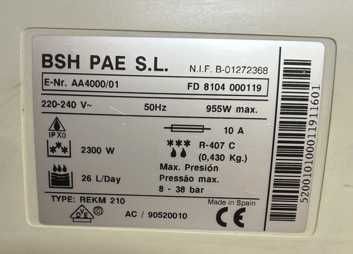 BSH PAE S.L. N.I.F. B-01272368
E-Nr. AA4000/01 FD 8104 000119
220-240 V~ 50Hz 955W max.
IP X0 10 A
2300 W R-407 C
(0,430 Kg.)
26 L/Day Max. Presión
Pressão max.
8 - 38 bar
TYPE: REKM 210 Made in Spain
AC / 90520010 CE
520010100011911601